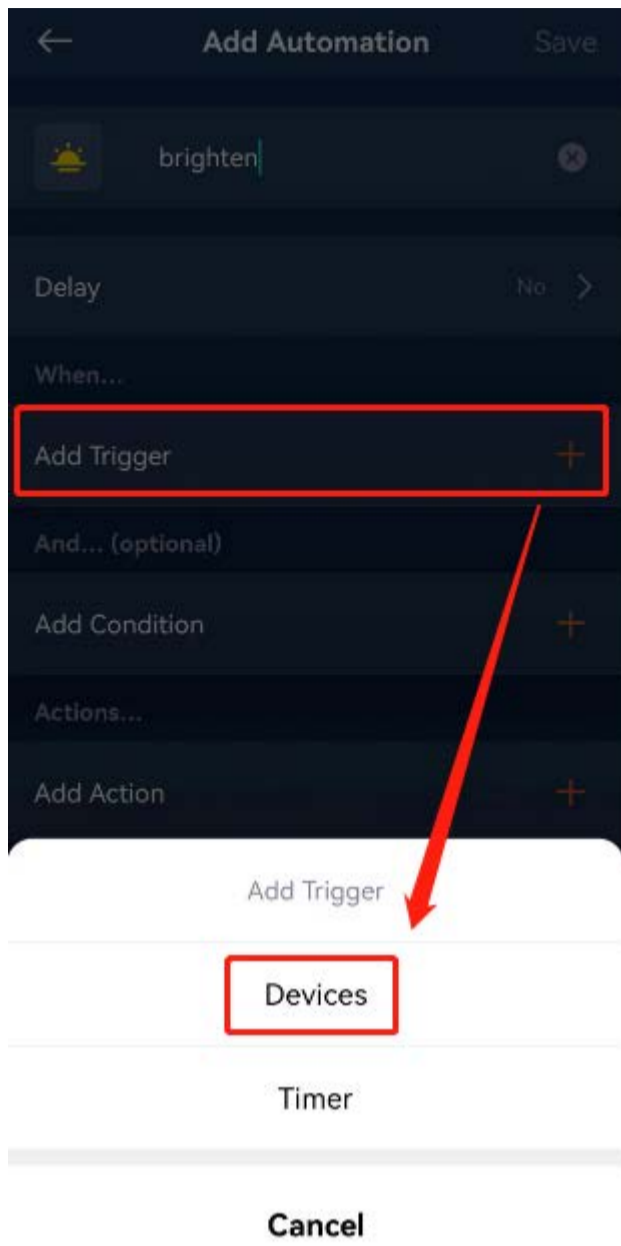 Add Automation Save
brighten
Delay No
When...
Add Trigger
And... (optional)
Add Condition
Actions...
Add Action
Add Trigger
Devices
Timer
Cancel